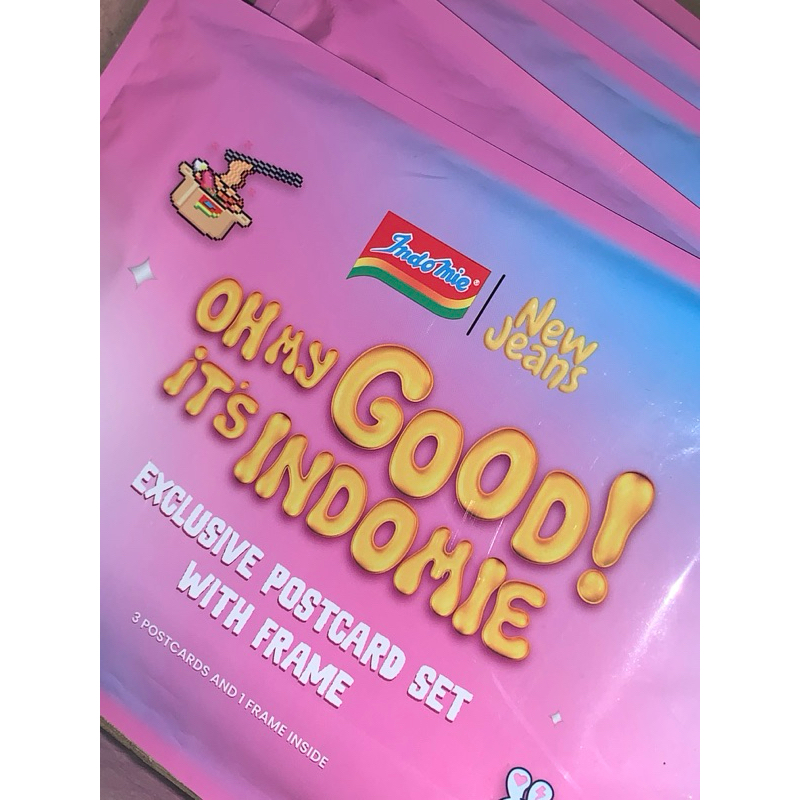 Indomie®
New
Jeans
OH MY GOOD!
iT'S INDOMIE
EXCLUSIVE POSTCARD SET
WITH FRAME
3 POSTCARDS AND 1 FRAME INSIDE